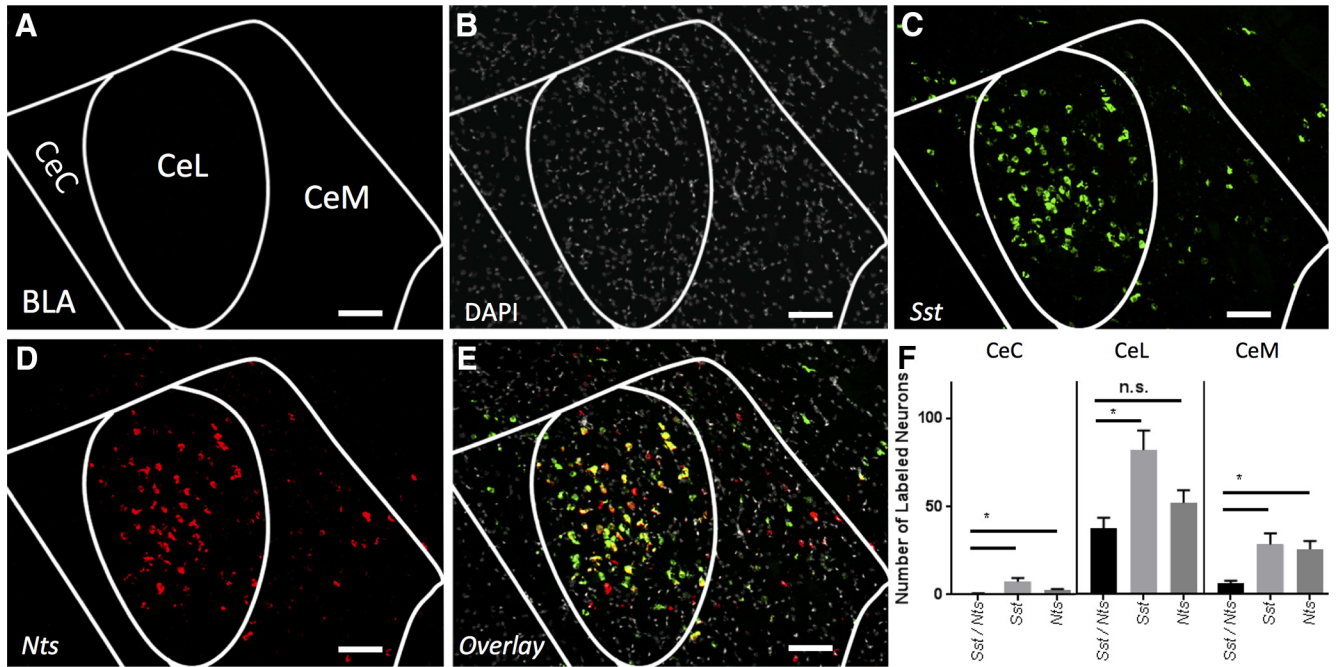 A
CeC
CeL
CeM
BLA
B
DAPI
C
Sst
D
Nts
E
Overlay
F
CeC
CeL
CeM
Number of Labeled Neurons
100
50
0
*
n.s.
*
*
Sst / Nts
Sst
Nts
Sst / Nts
Sst
Nts
Sst / Nts
Sst
Nts